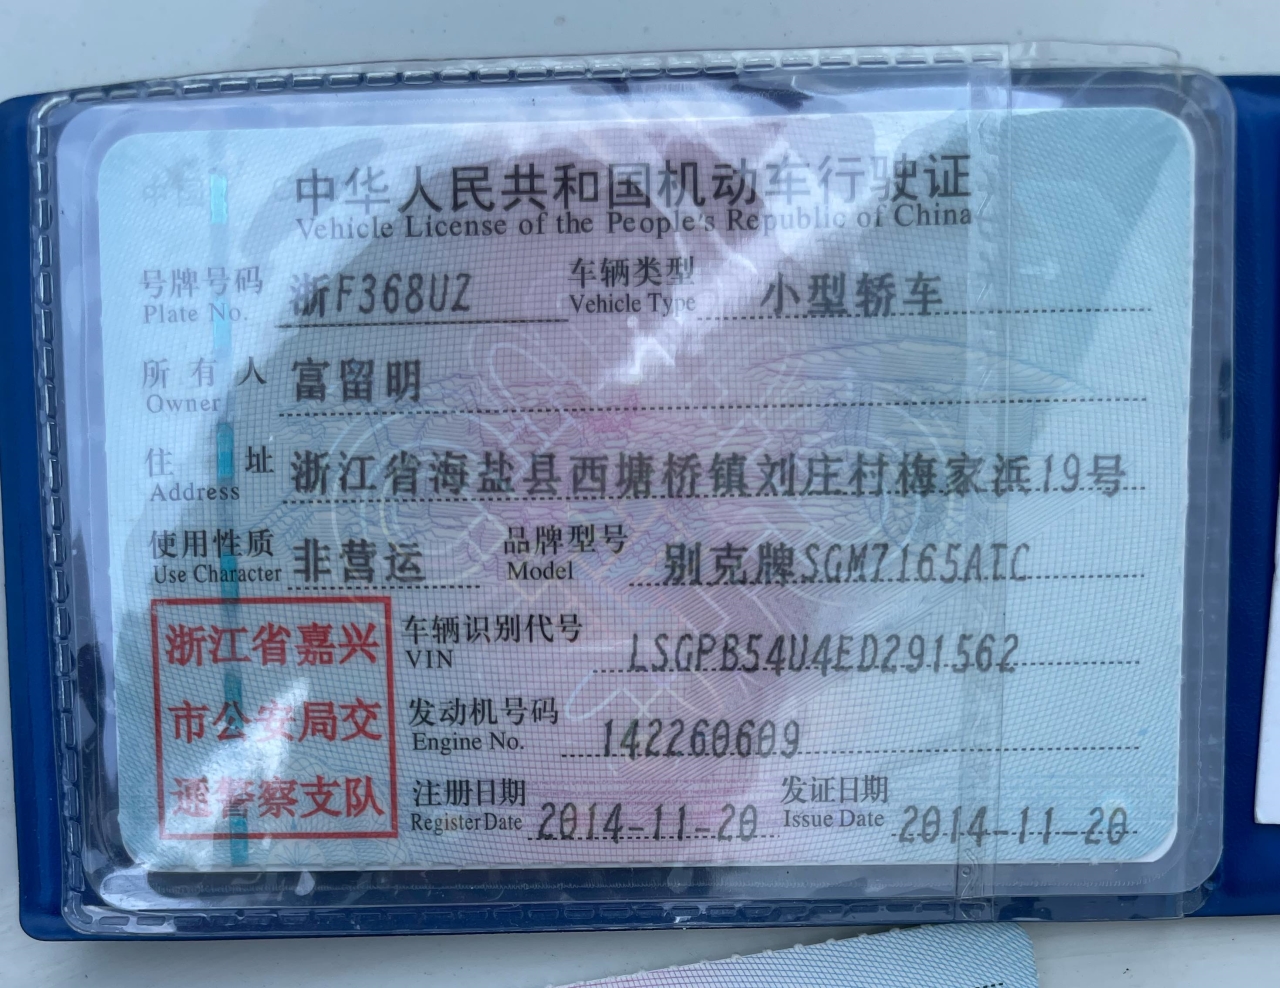 中华人民共和国机动车行驶证
Vehicle License of the People's Republic of China
号牌号码 浙F368UZ 车辆类型 小型轿车
Plate No. Vehicle Type
所有人 富留明
Owner
住址 浙江省海盐县西塘桥镇刘庄村梅家浜19号
Address
使用性质 非营运 品牌型号 别克牌SGM7165ATC
Use Character Model
浙江省嘉兴
市公安局交
通警察支队
车辆识别代号 LSGPB54U4ED291562
VIN
发动机号码 142260609
Engine No.
注册日期 2014-11-20 发证日期 2014-11-20
Register Date Issue Date